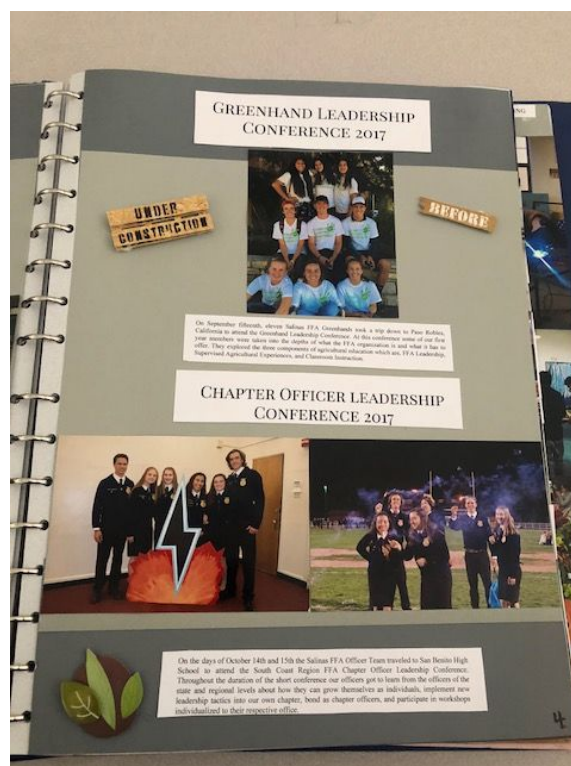 GREENHAND LEADERSHIP
CONFERENCE 2017
UNDER
CONSTRUCTION
BEFORE
On September fifteenth, eleven Salinas FFA Greenhands took a trip down to Paso Robles,
California to attend the Greenhand Leadership Conference. At this conference some of our first
year members were taken into the depths of what the FFA organization is and what it has to
offer. They explored the three components of agricultural education which are, FFA Leadership,
Supervised Agricultural Experiences, and Classroom Instruction.
CHAPTER OFFICER LEADERSHIP
CONFERENCE 2017
On the days of October 14th and 15th the Salinas FFA Officer Team traveled to San Benito High
School to attend the South Coast Region FFA Chapter Officer Leadership Conference.
Throughout the duration of the short conference our officers got to learn from the officers of the
state and regional levels about how they can grow themselves as individuals, implement new
leadership tactics into our own chapter, bond as chapter officers, and participate in workshops
individualized to their respective office.
4